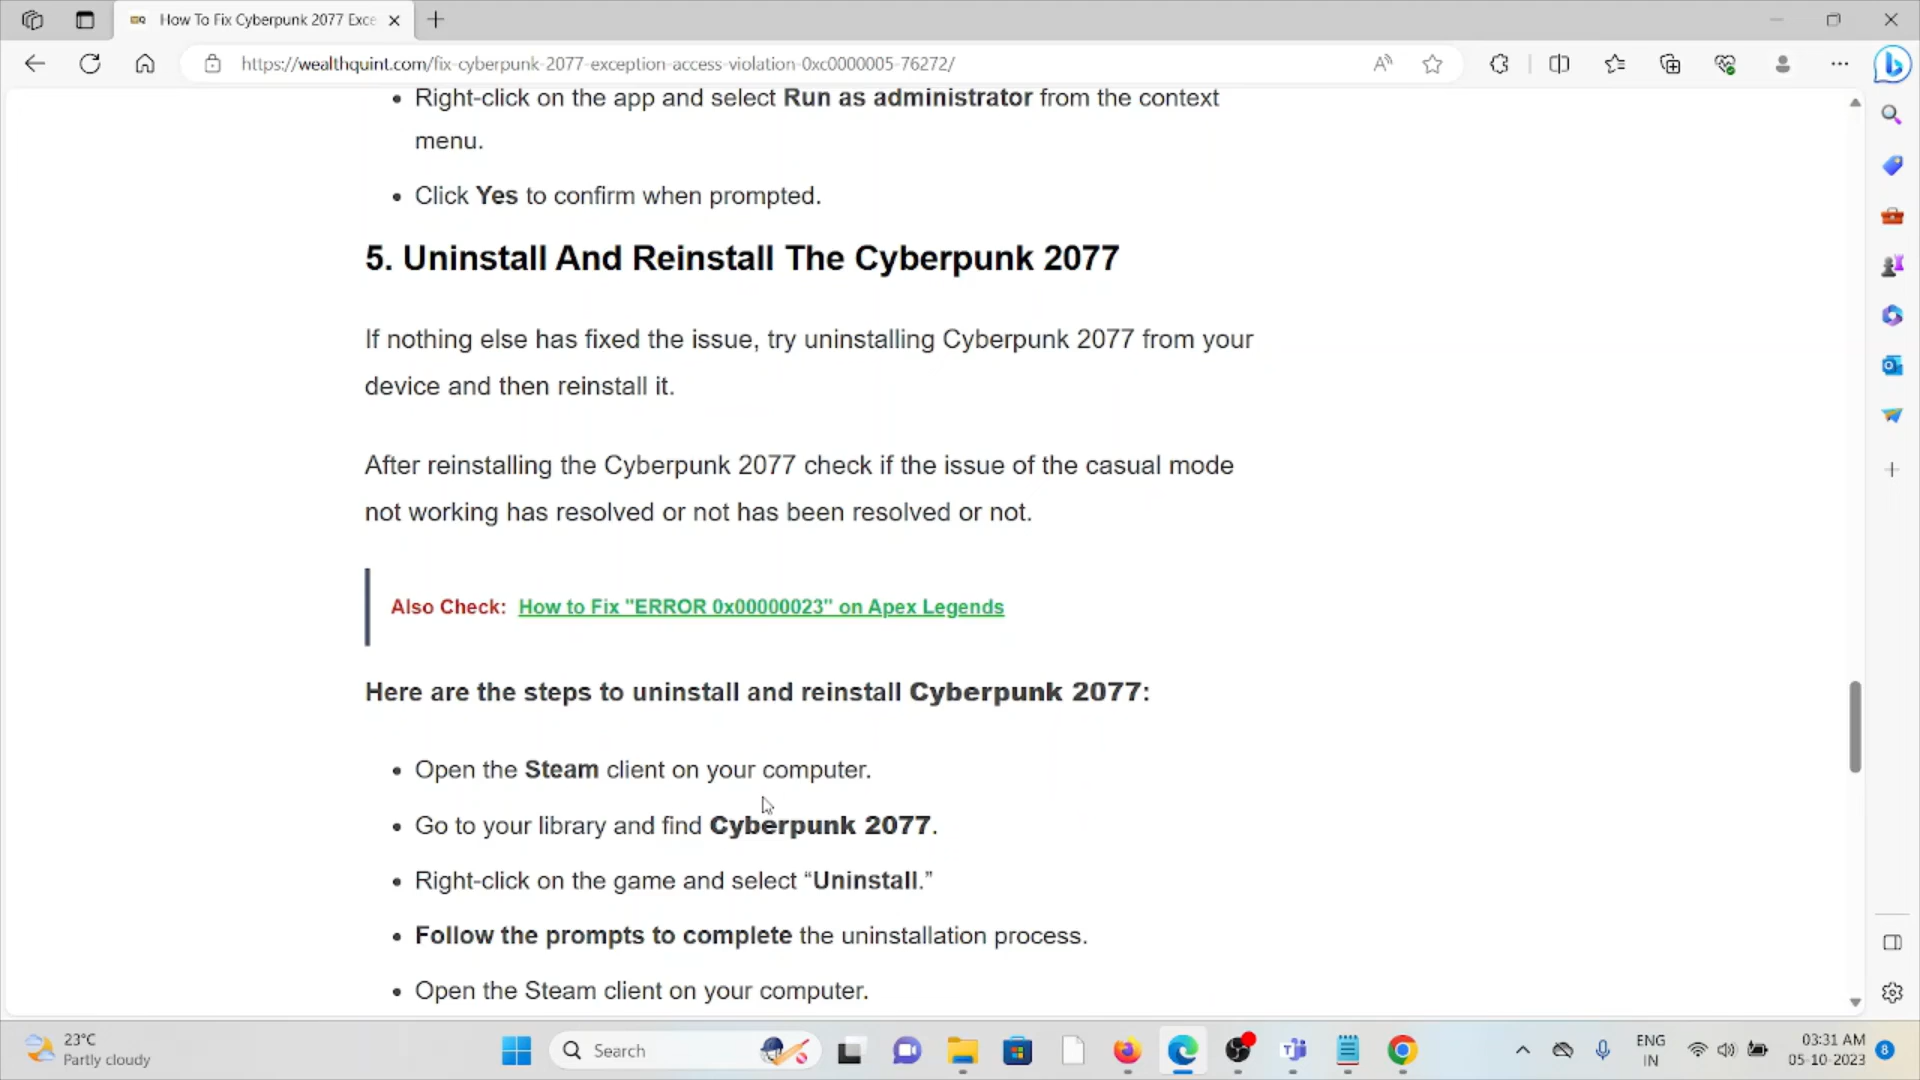 How To Fix Cyberpunk 2077 Exce
https://wealthquint.com/fix-cyberpunk-2077-exception-access-violation-0xc0000005-76272/
• Right-click on the app and select Run as administrator from the context
menu.
• Click Yes to confirm when prompted.
5. Uninstall And Reinstall The Cyberpunk 2077
If nothing else has fixed the issue, try uninstalling Cyberpunk 2077 from your
device and then reinstall it.
After reinstalling the Cyberpunk 2077 check if the issue of the casual mode
not working has resolved or not has been resolved or not.
Also Check: How to Fix "ERROR 0x00000023" on Apex Legends
Here are the steps to uninstall and reinstall Cyberpunk 2077:
• Open the Steam client on your computer.
• Go to your library and find Cyberpunk 2077.
• Right-click on the game and select “Uninstall.”
• Follow the prompts to complete the uninstallation process.
• Open the Steam client on your computer.
23°C
Partly cloudy
Search
ENG
IN
03:31 AM
05-10-2023
8